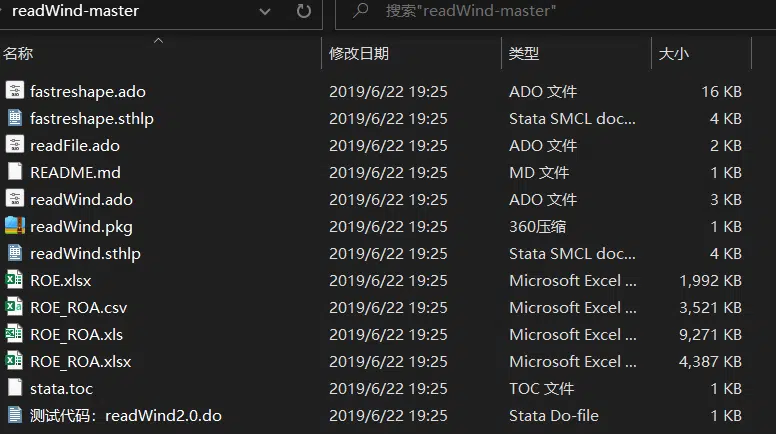 readWind-master
搜索"readWind-master"
名称 修改日期 类型 大小
fastreshape.ado 2019/6/22 19:25 ADO 文件 16 KB
fastreshape.sthlp 2019/6/22 19:25 Stata SMCL doc... 4 KB
readFile.ado 2019/6/22 19:25 ADO 文件 2 KB
README.md 2019/6/22 19:25 MD 文件 1 KB
readWind.ado 2019/6/22 19:25 ADO 文件 3 KB
readWind.pkg 2019/6/22 19:25 360压缩 1 KB
readWind.sthlp 2019/6/22 19:25 Stata SMCL doc... 4 KB
ROE.xlsx 2019/6/22 19:25 Microsoft Excel ... 1,992 KB
ROE_ROA.csv 2019/6/22 19:25 Microsoft Excel ... 3,521 KB
ROE_ROA.xls 2019/6/22 19:25 Microsoft Excel ... 9,271 KB
ROE_ROA.xlsx 2019/6/22 19:25 Microsoft Excel ... 4,387 KB
stata.toc 2019/6/22 19:25 TOC 文件 1 KB
测试代码：readWind2.0.do 2019/6/22 19:25 Stata Do-file 1 KB